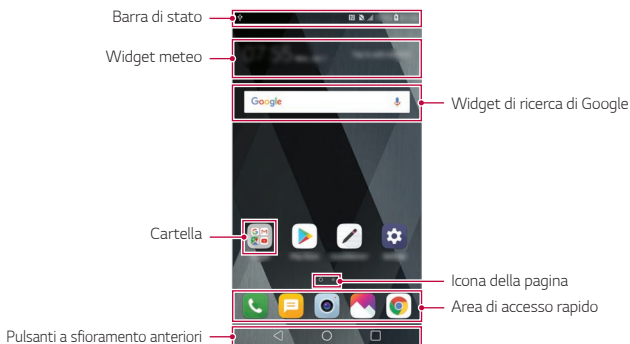 Barra di stato
Widget meteo
Google
Widget di ricerca di Google
Cartella
Icona della pagina
Area di accesso rapido
Pulsanti a sfioramento anteriori